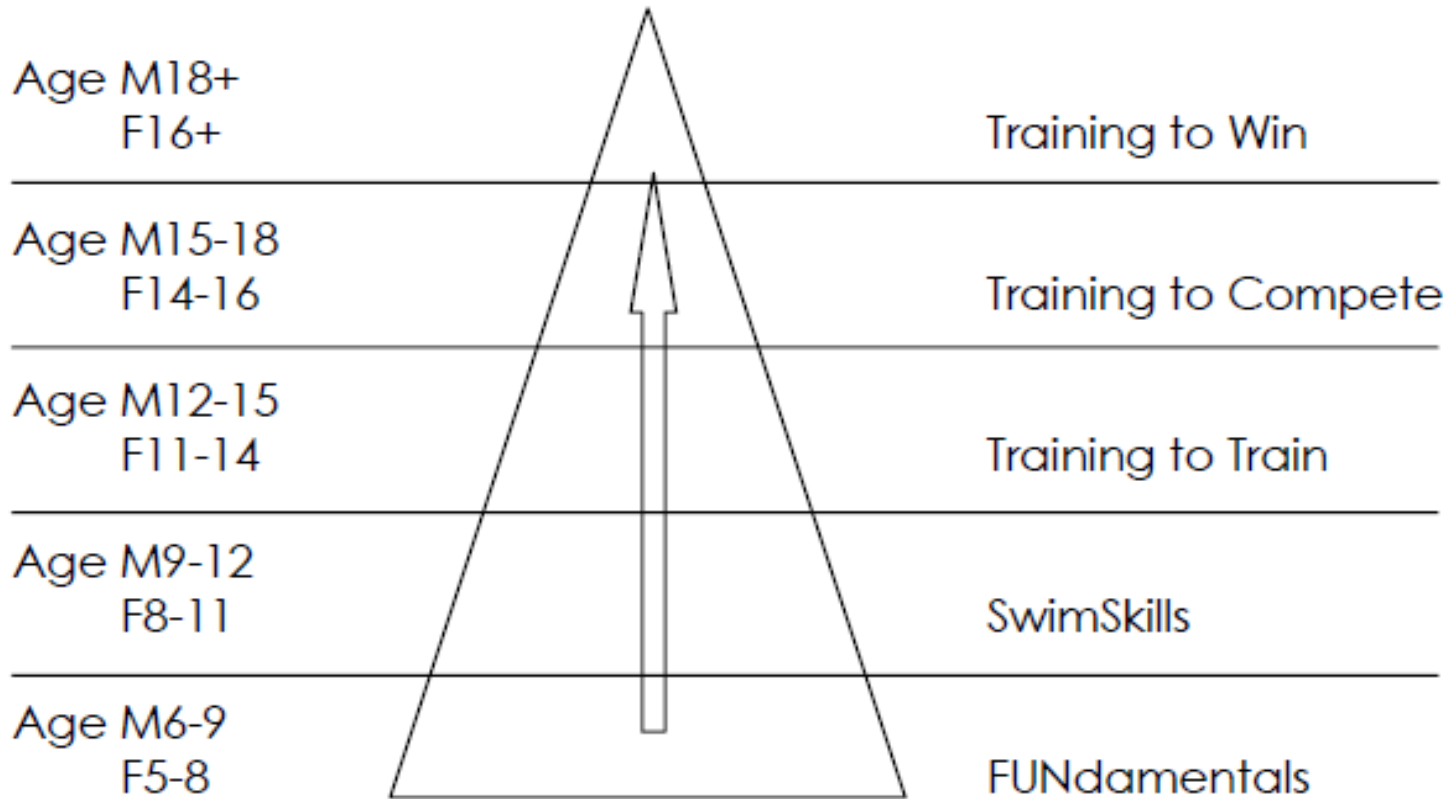 Age M18+
F16+
Training to Win
Age M15-18
F14-16
Training to Compete
Age M12-15
F11-14
Training to Train
Age M9-12
F8-11
SwimSkills
Age M6-9
F5-8
FUNdamentals